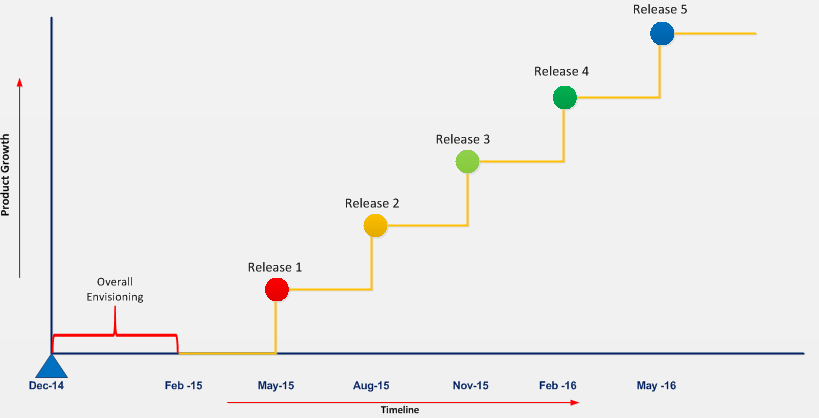 Release 5
Release 4
Release 3
Release 2
Release 1
Product Growth
Overall
Envisioning
Dec-14
Feb -15
May-15
Aug-15
Nov-15
Feb -16
May -16
Timeline